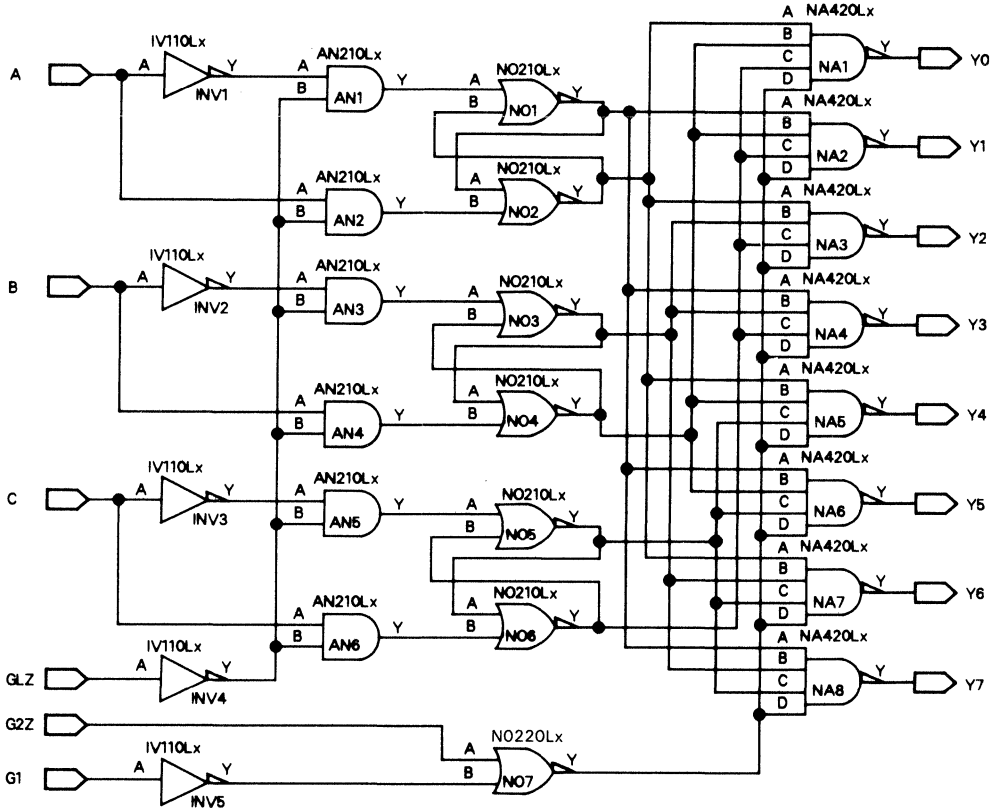 A NA420Lx
IV110Lx AN210Lx B
A A Y A Y NO210Lx C Y Y0
INV1 B AN1 A Y D NA1
B NO1 A NA420Lx
B
NO210Lx C Y Y1
AN210Lx A Y D NA2
A Y B NO2 A NA420Lx
B AN2 B
C Y Y2
IV110Lx AN210Lx D NA3
B A Y A Y NO210Lx A NA420Lx
INV2 B AN3 A Y B
B NO3 C Y Y3
D NA4
NO210Lx A NA420Lx
AN210Lx A Y B
A Y B NO4 C Y Y4
B AN4 D NA5
IV110Lx AN210Lx A NA420Lx
C A Y A Y NO210Lx B
INV3 B AN5 A Y C Y Y5
B NO5 D NA6
A NA420Lx
AN210Lx NO210Lx B
A Y A Y C Y Y6
B AN6 B NO6 D NA7
GLZ A Y A NA420Lx
INV4 B
C Y Y7
D NA8
G2Z
IV110Lx NO220Lx
G1 A Y A Y
INV5 B NO7